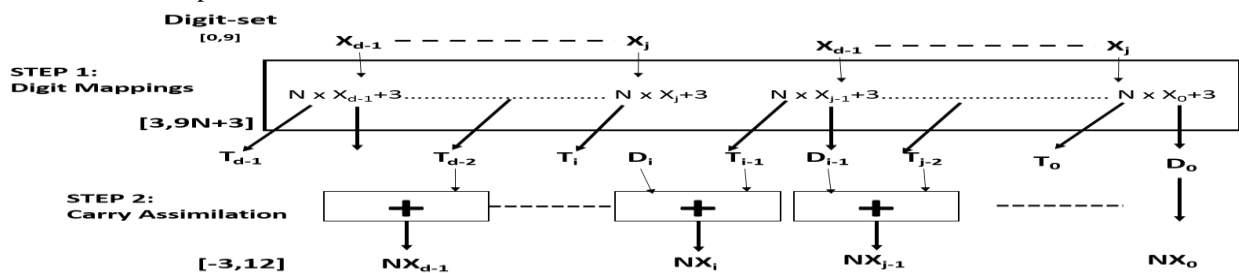 Digit-set
[0,9]
X_{d-1} — — — — — — — X_j X_{d-1} — — — — — — — X_j
STEP 1:
Digit Mappings
N × X_{d-1}+3........................N × X_j+3 N × X_{j-1}+3........................N × X_0+3
[3,9N+3]
T_{d-1} T_{d-2} T_i D_i T_{i-1} D_{i-1} T_{j-2} T_0 D_0
STEP 2:
Carry Assimilation
+ + +
[-3,12]
NX_{d-1} NX_i NX_{j-1} NX_0